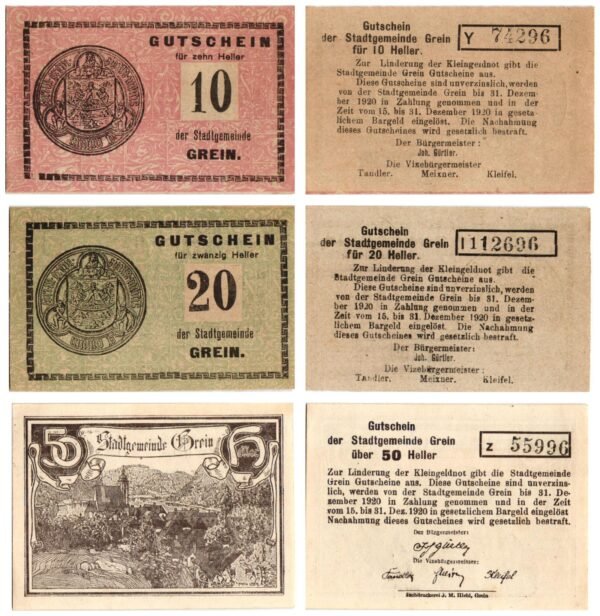 GUTSCHEIN
für zehn Heller
10
der Stadtgemeinde
GREIN.
Gutschein
der Stadtgemeinde Grein
für 10 Heller.
Y 74296
Zur Linderung der Kleingeldnot gibt die
Stadtgemeinde Grein Gutscheine aus.
Diese Gutscheine sind unverzinslich, werden
von der Stadtgemeinde Grein bis 31. Dezem-
ber 1920 in Zahlung genommen und in der
Zeit vom 15. bis 31. Dezember 1920 in gesetz-
lichem Bargeld eingelöst. Die Nachahmung
dieses Gutscheines wird gesetzlich bestraft.
Der Bürgermeister:
Joh. Gürtler.
Die Vizebürgermeister
Tandler. Meixner. Kleifel.
GUTSCHEIN
für zwanzig Heller
20
der Stadtgemeinde
GREIN.
Gutschein
der Stadtgemeinde Grein
für 20 Heller.
I 112696
Zur Linderung der Kleingeldnot gibt die
Stadtgemeinde Grein Gutscheine aus.
Diese Gutscheine sind unverzinslich, werden
von der Stadtgemeinde Grein bis 31. Dezem-
ber 1920 in Zahlung genommen und in der
Zeit vom 15. bis 31. Dezember 1920 in gesetz-
lichem Bargeld eingelöst. Die Nachahmung
dieses Gutscheines wird gesetzlich bestraft.
Der Bürgermeister:
Joh. Gürtler.
Die Vizebürgermeister:
Tandler. Meixner. Kleifel.
50
Stadtgemeinde Grein
H
Gutschein
der Stadtgemeinde Grein
über 50 Heller
Z 55996
Zur Linderung der Kleingeldnot gibt die Stadtgemeinde
Grein Gutscheine aus. Diese Gutscheine sind unverzins-
lich, werden von der Stadtgemeinde Grein bis 31. De-
zember 1920 in Zahlung genommen und in der Zeit
vom 15. bis 31. Dez. 1920 in gesetzlichem Bargeld eingelöst
Nachahmung dieses Gutscheines wird gesetzlich bestraft.
Der Bürgermeister:
Die Vizebürgermeister:
Buchdruckerei J. M. Hiehl, Grein